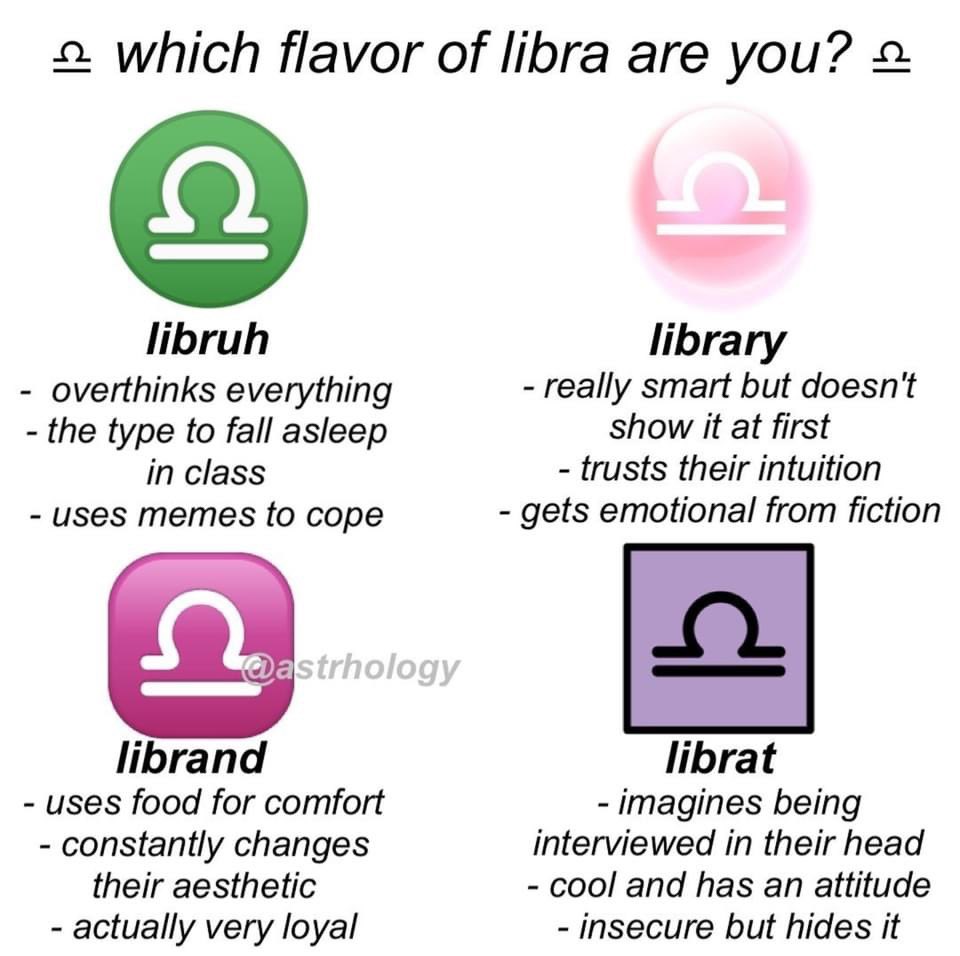 ♎ which flavor of libra are you? ♎
libruh
- overthinks everything
- the type to fall asleep
in class
- uses memes to cope
library
- really smart but doesn't
show it at first
- trusts their intuition
- gets emotional from fiction
@astrhology
librand
- uses food for comfort
- constantly changes
their aesthetic
- actually very loyal
librat
- imagines being
interviewed in their head
- cool and has an attitude
- insecure but hides it